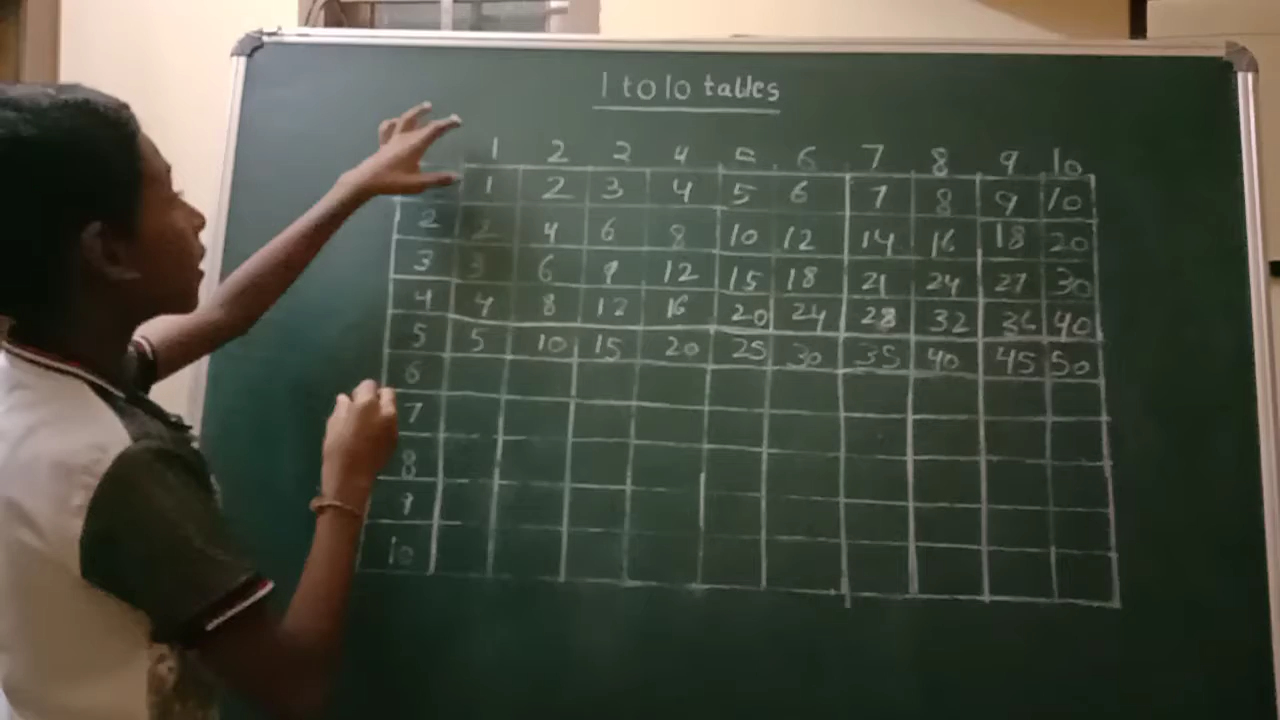 1 to 10 tables
1 2 3 4 5 6 7 8 9 10
1 2 3 4 5 6 7 8 9 10
2 2 4 6 8 10 12 14 16 18 20
3 3 6 9 12 15 18 21 24 27 30
4 4 8 12 16 20 24 28 32 36 40
5 5 10 15 20 25 30 35 40 45 50
6
7
8
9
10